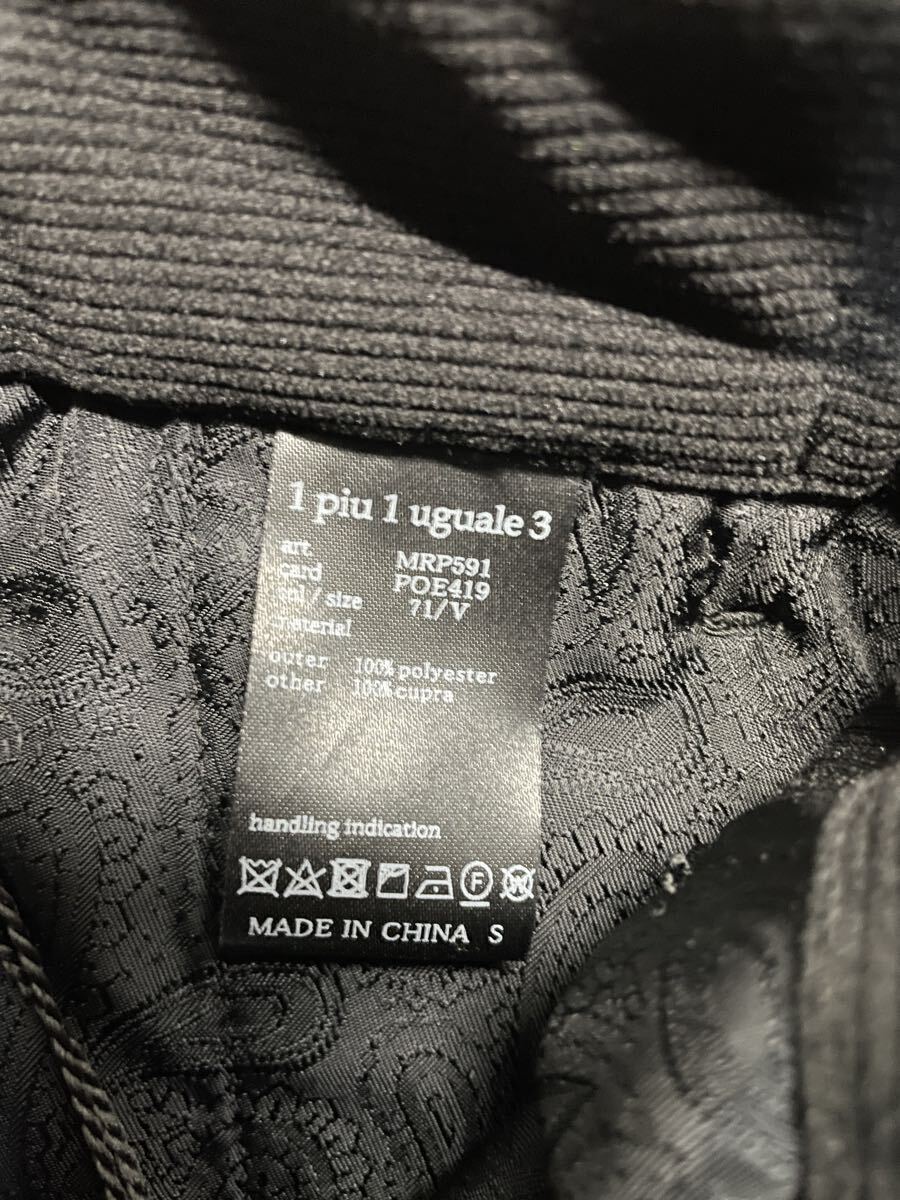 1 piu 1 uguale 3
art. MRP591
card POE419
col / size 71/V
material
outer 100% polyester
other 100% cupra
handling indication
F W
MADE IN CHINA S